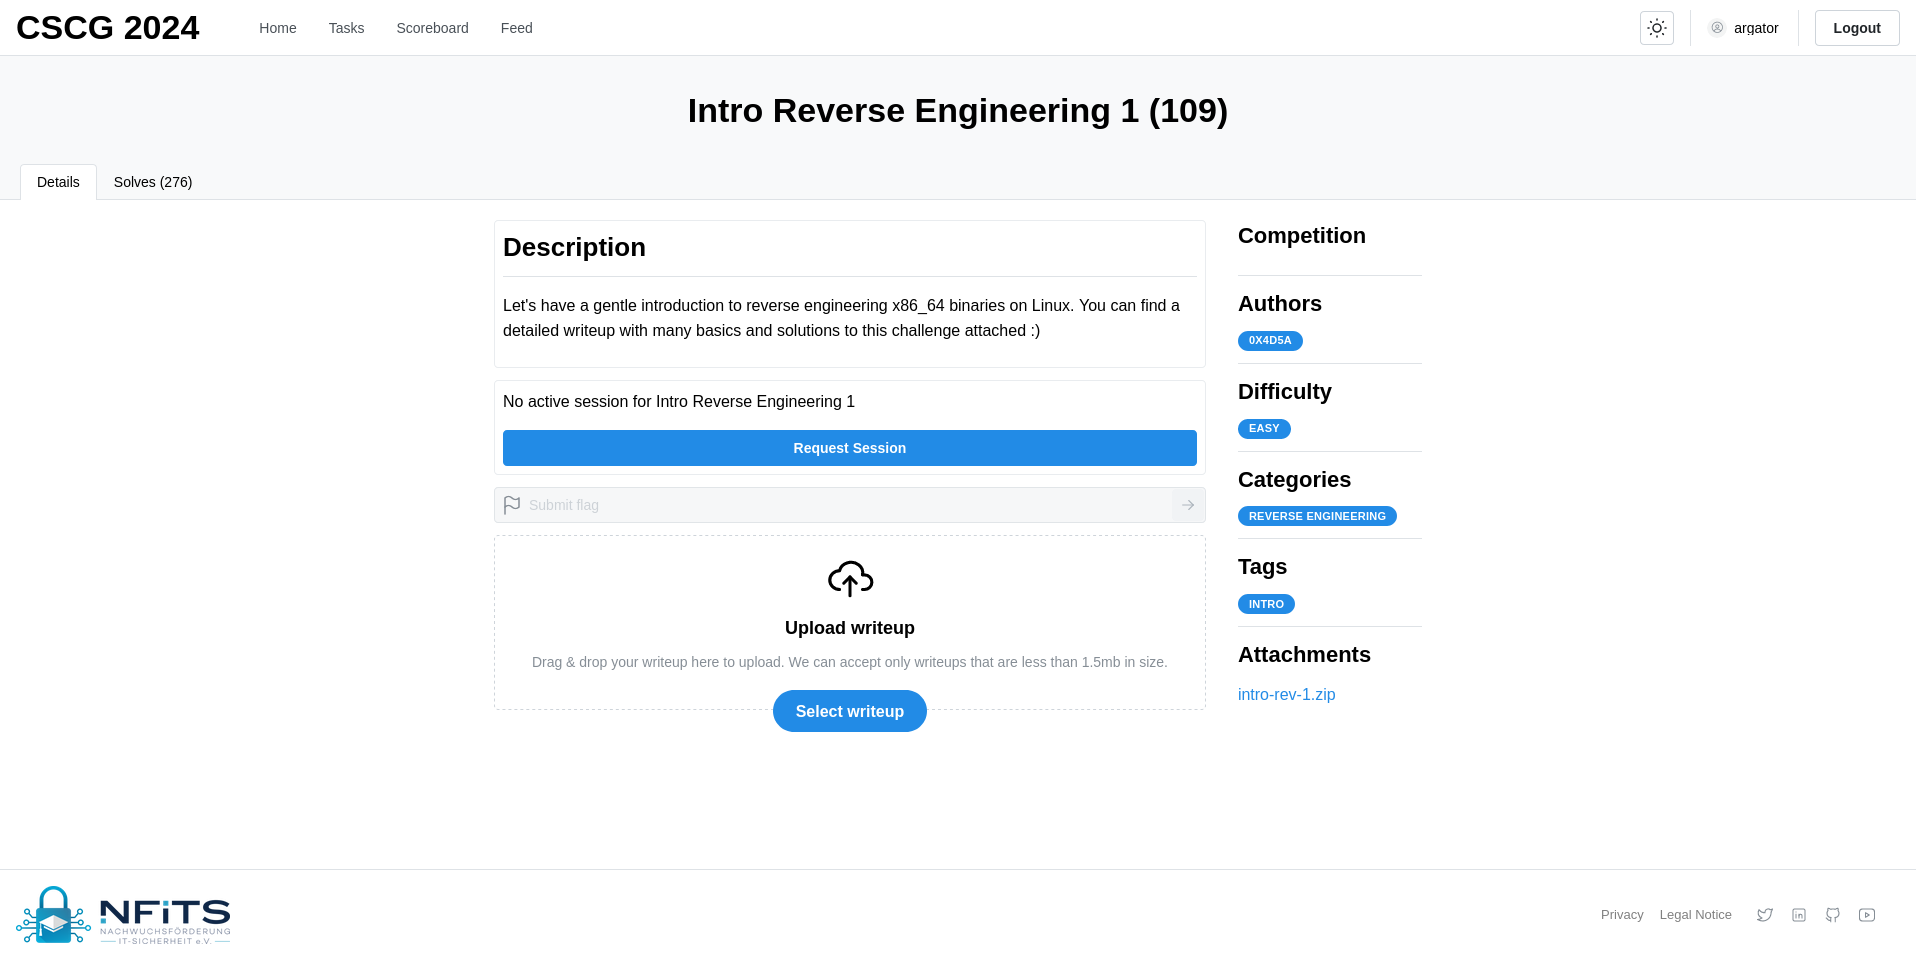 CSCG 2024
Home
Tasks
Scoreboard
Feed
argator
Logout
Intro Reverse Engineering 1 (109)
Details
Solves (276)
Description
Let's have a gentle introduction to reverse engineering x86_64 binaries on Linux. You can find a
detailed writeup with many basics and solutions to this challenge attached :)
No active session for Intro Reverse Engineering 1
Request Session
Submit flag
Upload writeup
Drag & drop your writeup here to upload. We can accept only writeups that are less than 1.5mb in size.
Select writeup
Competition
Authors
0X4D5A
Difficulty
EASY
Categories
REVERSE ENGINEERING
Tags
INTRO
Attachments
intro-rev-1.zip
NFiTS
NACHWUCHSFÖRDERUNG
IT-SICHERHEIT e.V.
Privacy
Legal Notice